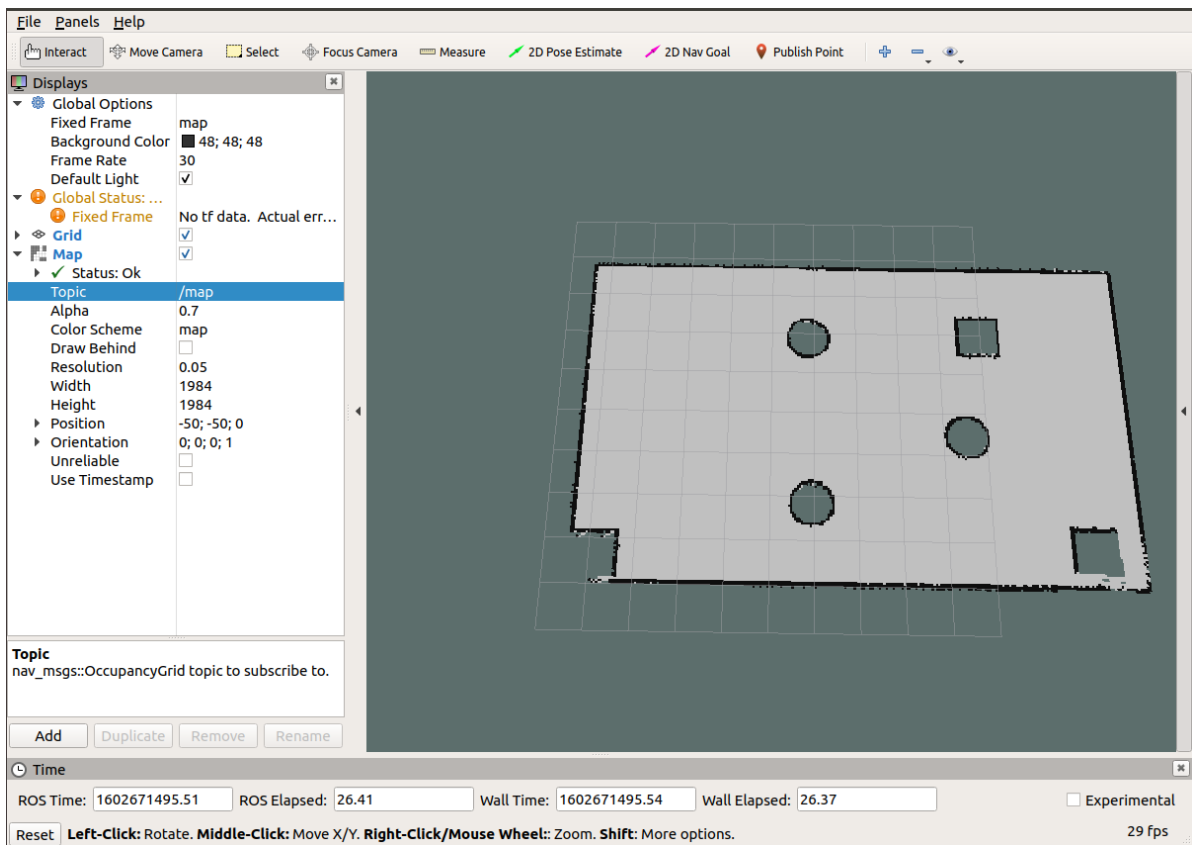 File Panels Help
Interact Move Camera Select Focus Camera Measure 2D Pose Estimate 2D Nav Goal Publish Point
Displays
Global Options
Fixed Frame map
Background Color 48; 48; 48
Frame Rate 30
Default Light
Global Status: ...
Fixed Frame No tf data. Actual err...
Grid
Map
Status: Ok
Topic /map
Alpha 0.7
Color Scheme map
Draw Behind
Resolution 0.05
Width 1984
Height 1984
Position -50; -50; 0
Orientation 0; 0; 0; 1
Unreliable
Use Timestamp
Topic
nav_msgs::OccupancyGrid topic to subscribe to.
Add Duplicate Remove Rename
Time
ROS Time: 1602671495.51 ROS Elapsed: 26.41 Wall Time: 1602671495.54 Wall Elapsed: 26.37 Experimental
Reset Left-Click: Rotate. Middle-Click: Move X/Y. Right-Click/Mouse Wheel:: Zoom. Shift: More options. 29 fps